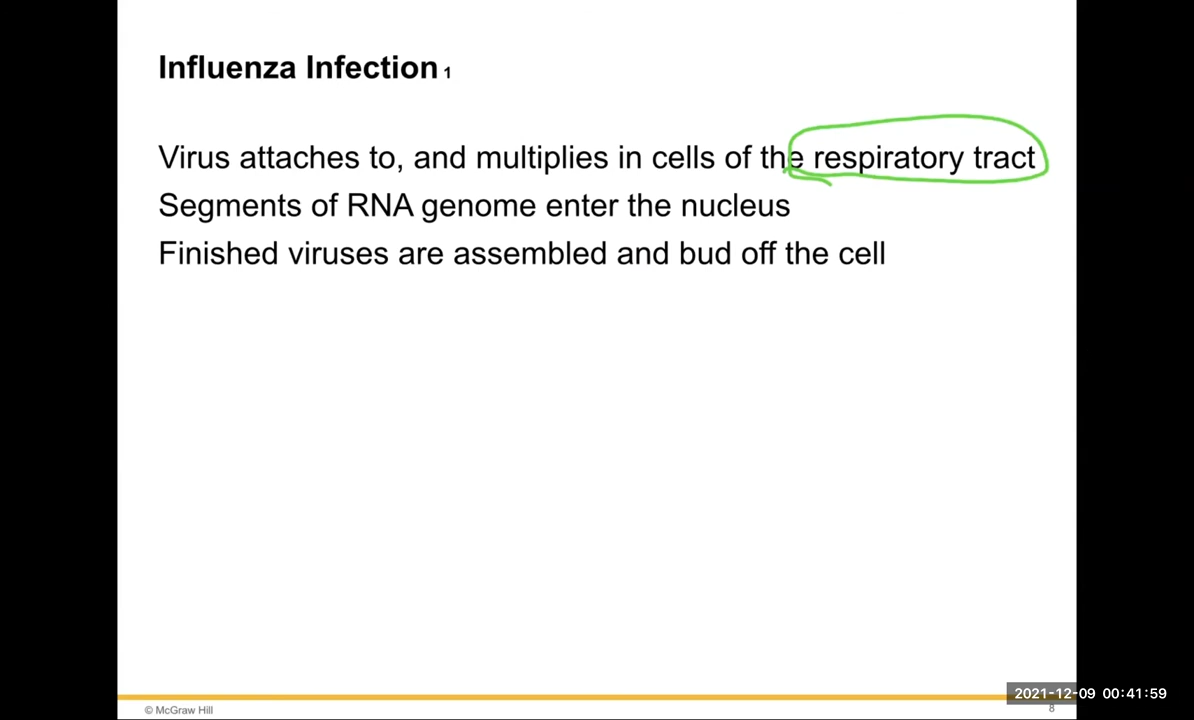 Influenza Infection 1
Virus attaches to, and multiplies in cells of the respiratory tract
Segments of RNA genome enter the nucleus
Finished viruses are assembled and bud off the cell
2021-12-09 00:41:59
© McGraw Hill
8